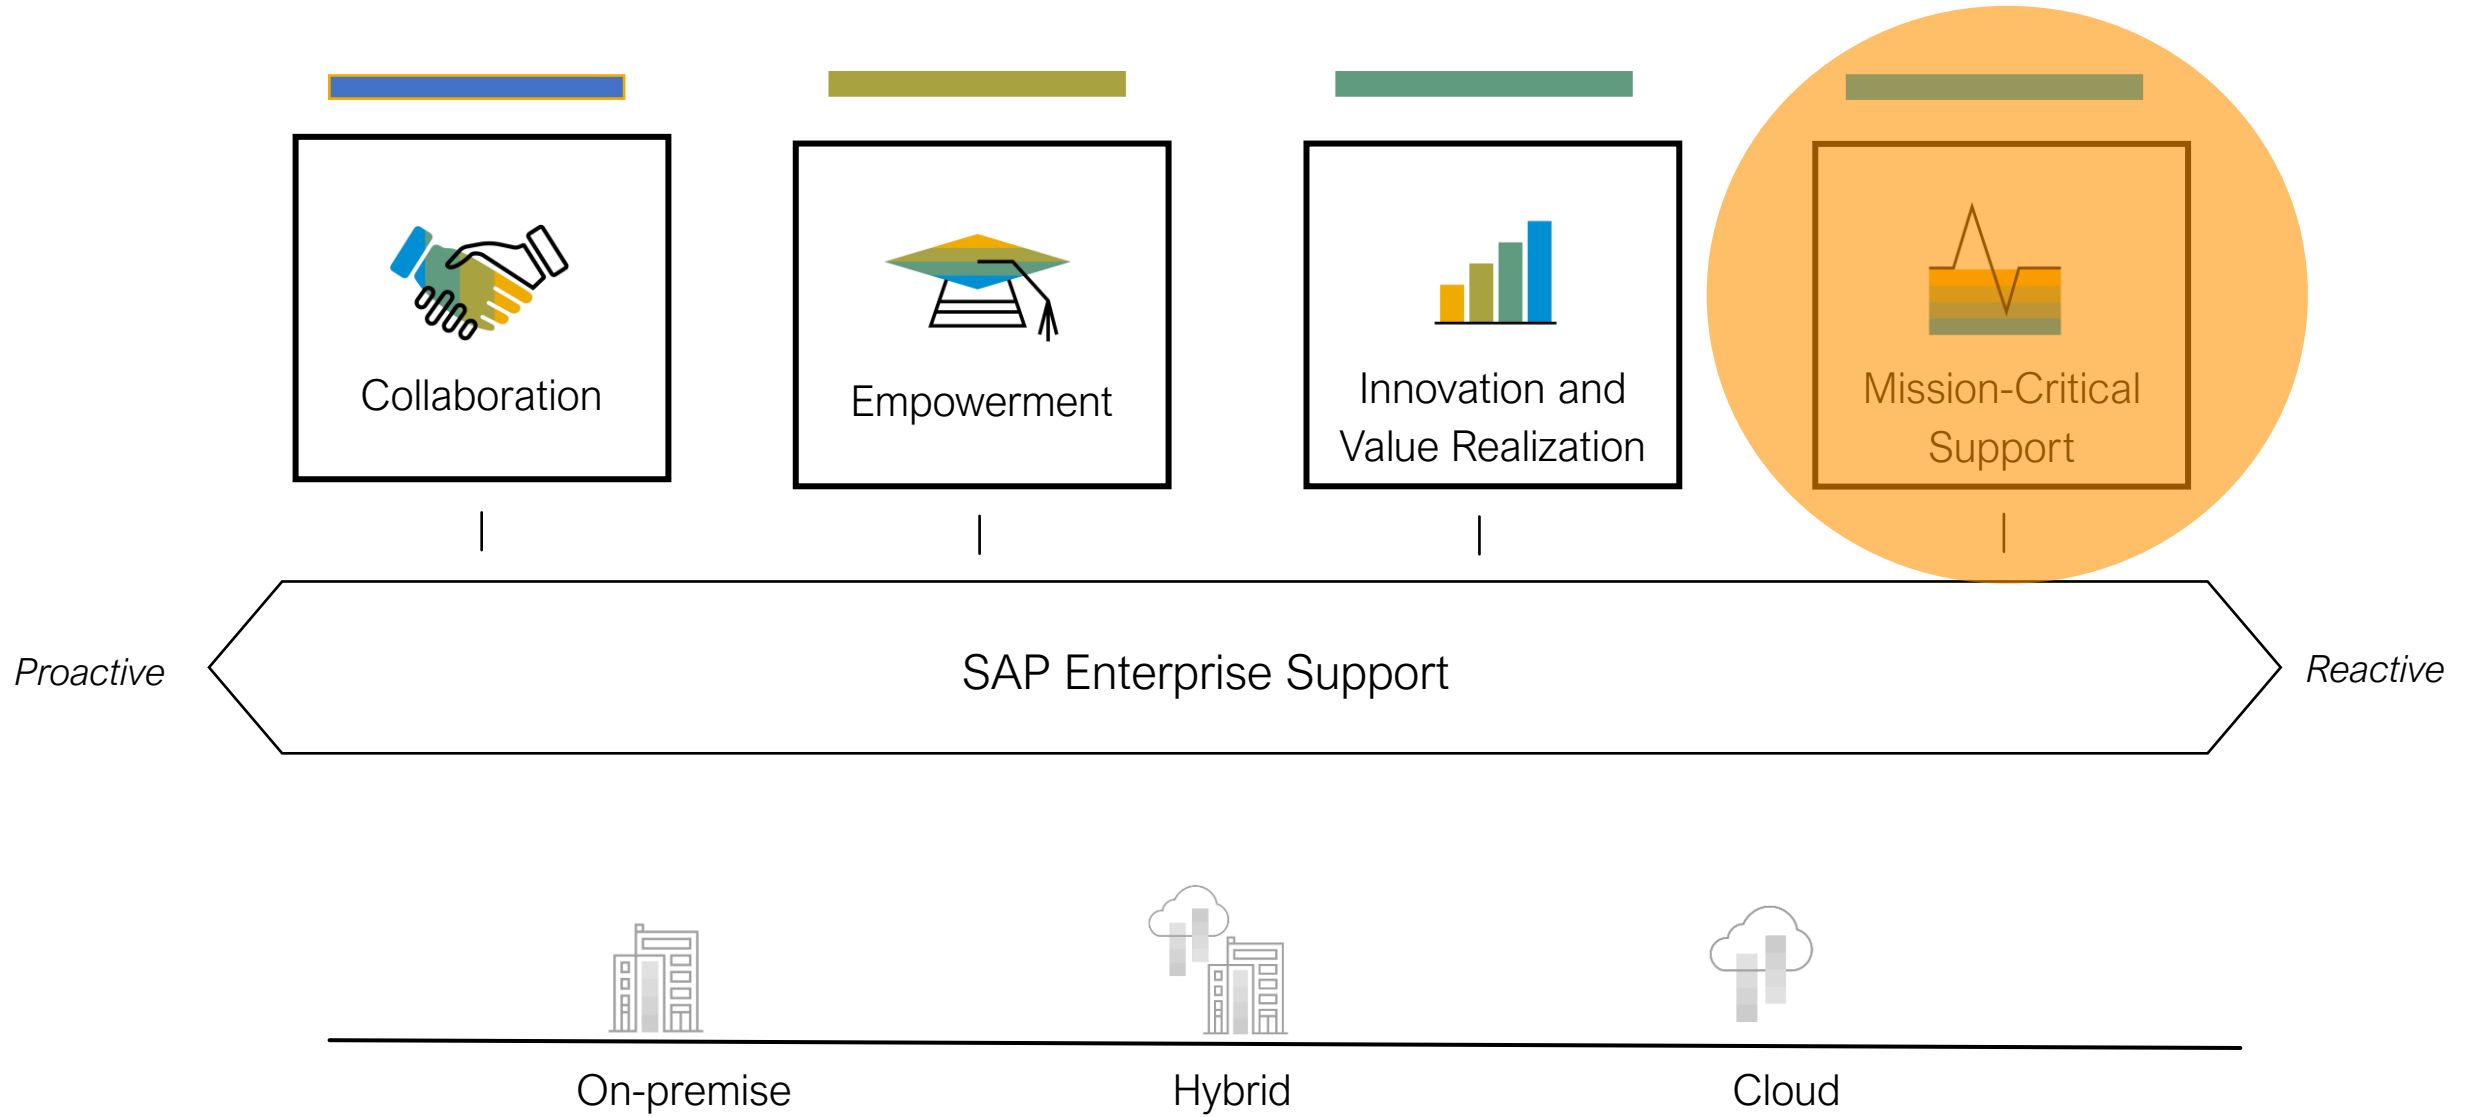 Collaboration
Empowerment
Innovation and
Value Realization
Mission-Critical
Support
Proactive
SAP Enterprise Support
Reactive
On-premise
Hybrid
Cloud